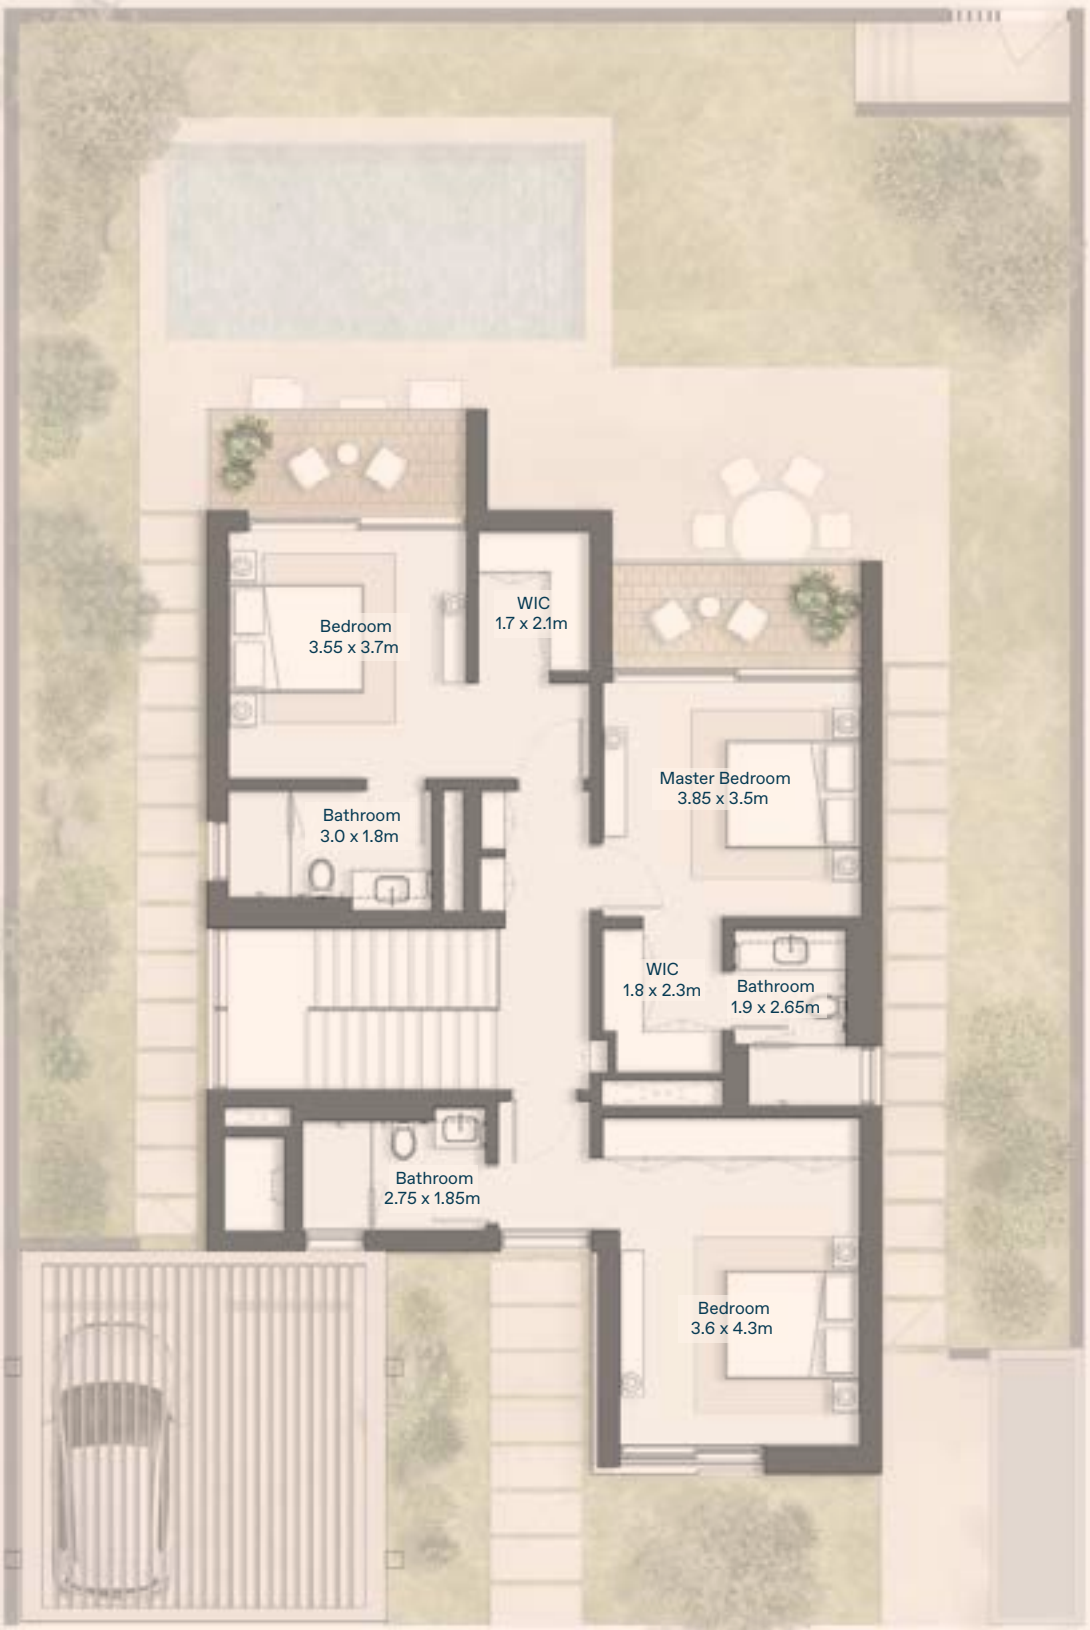 WIC
1.7 x 2.1m
Bedroom
3.55 x 3.7m
Master Bedroom
3.85 x 3.5m
Bathroom
3.0 x 1.8m
WIC
1.8 x 2.3m
Bathroom
1.9 x 2.65m
Bathroom
2.75 x 1.85m
Bedroom
3.6 x 4.3m